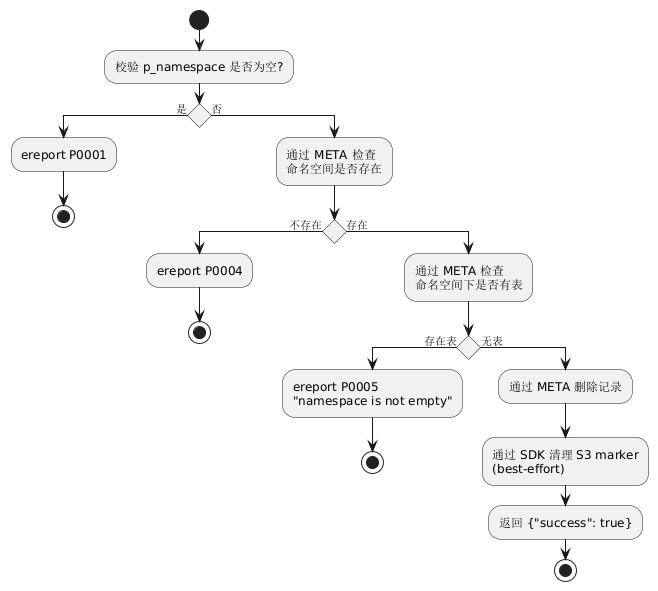 校验 p_namespace 是否为空?
是
否
ereport P0001
通过 META 检查
命名空间是否存在
不存在
存在
ereport P0004
通过 META 检查
命名空间下是否有表
存在表
无表
ereport P0005
"namespace is not empty"
通过 META 删除记录
通过 SDK 清理 S3 marker
(best-effort)
返回 {"success": true}